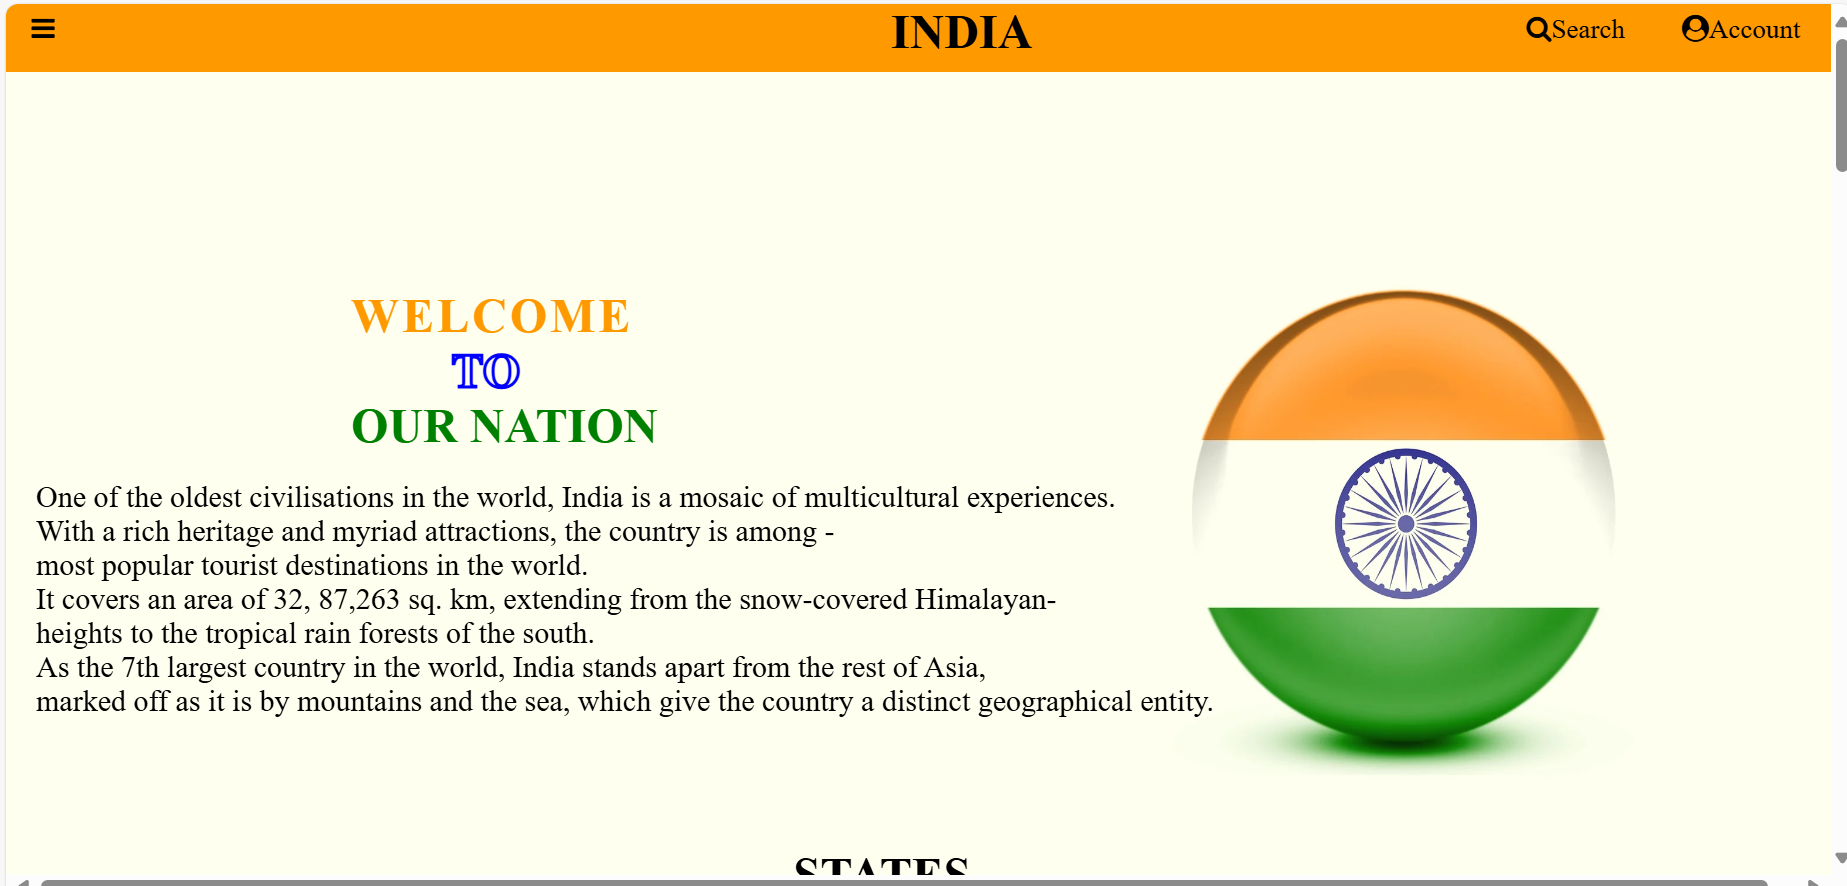 INDIA
Search
Account
WELCOME
TO
OUR NATION
One of the oldest civilisations in the world, India is a mosaic of multicultural experiences.
With a rich heritage and myriad attractions, the country is among -
most popular tourist destinations in the world.
It covers an area of 32, 87,263 sq. km, extending from the snow-covered Himalayan-
heights to the tropical rain forests of the south.
As the 7th largest country in the world, India stands apart from the rest of Asia,
marked off as it is by mountains and the sea, which give the country a distinct geographical entity.
STATES